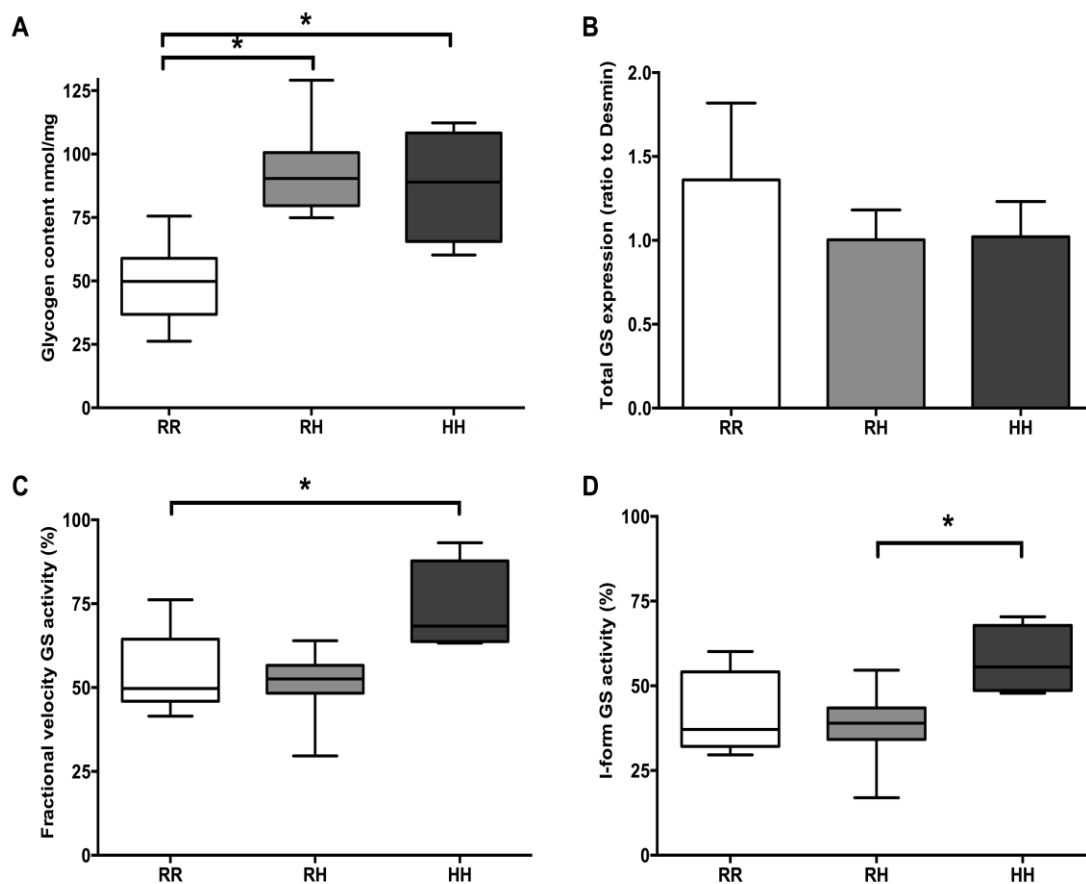 A
*
*
Glycogen content nmol/mg
125
100
75
50
25
0
RR RH HH
B
Total GS expression (ratio to Desmin)
2.0
1.5
1.0
0.5
0.0
RR RH HH
C
*
Fractional velocity GS activity (%)
100
75
50
25
0
RR RH HH
D
*
I-form GS activity (%)
100
75
50
25
0
RR RH HH